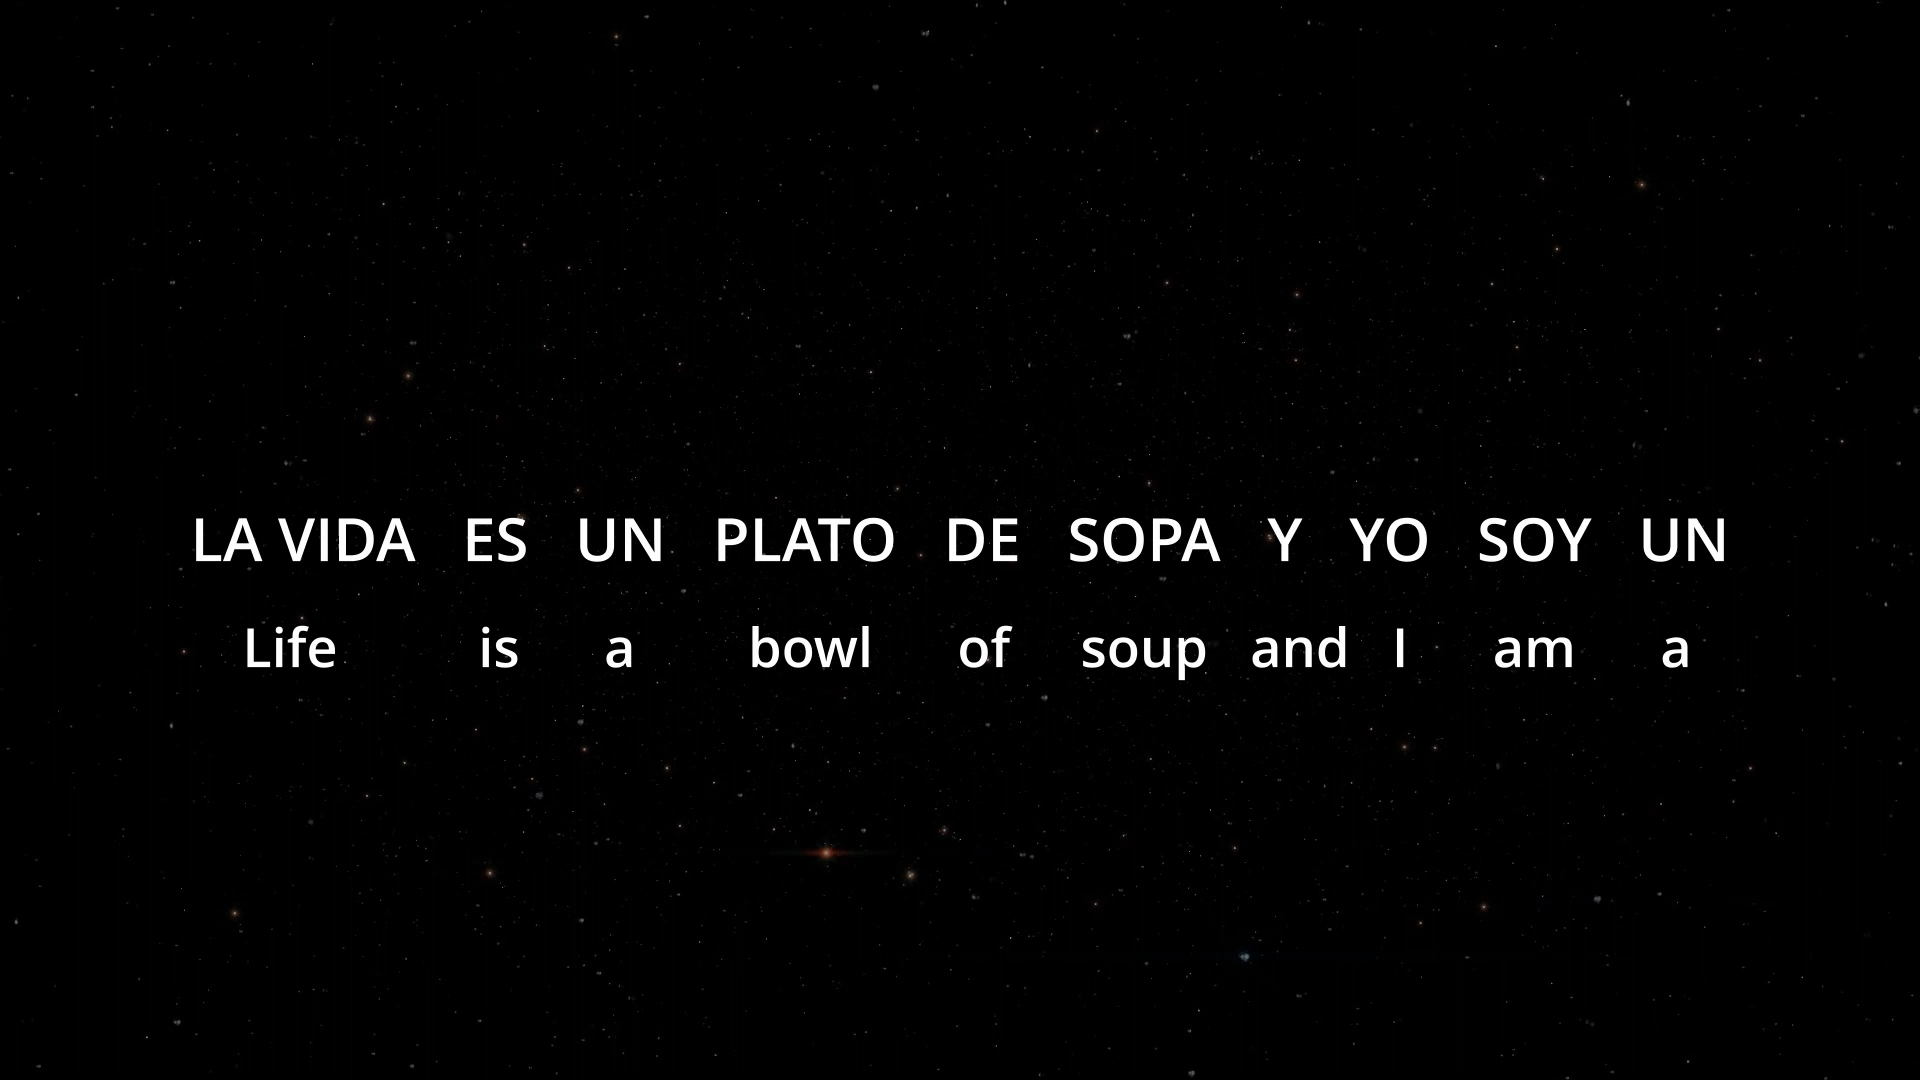 LA VIDA ES UN PLATO DE SOPA Y YO SOY UN
Life is a bowl of soup and I am a